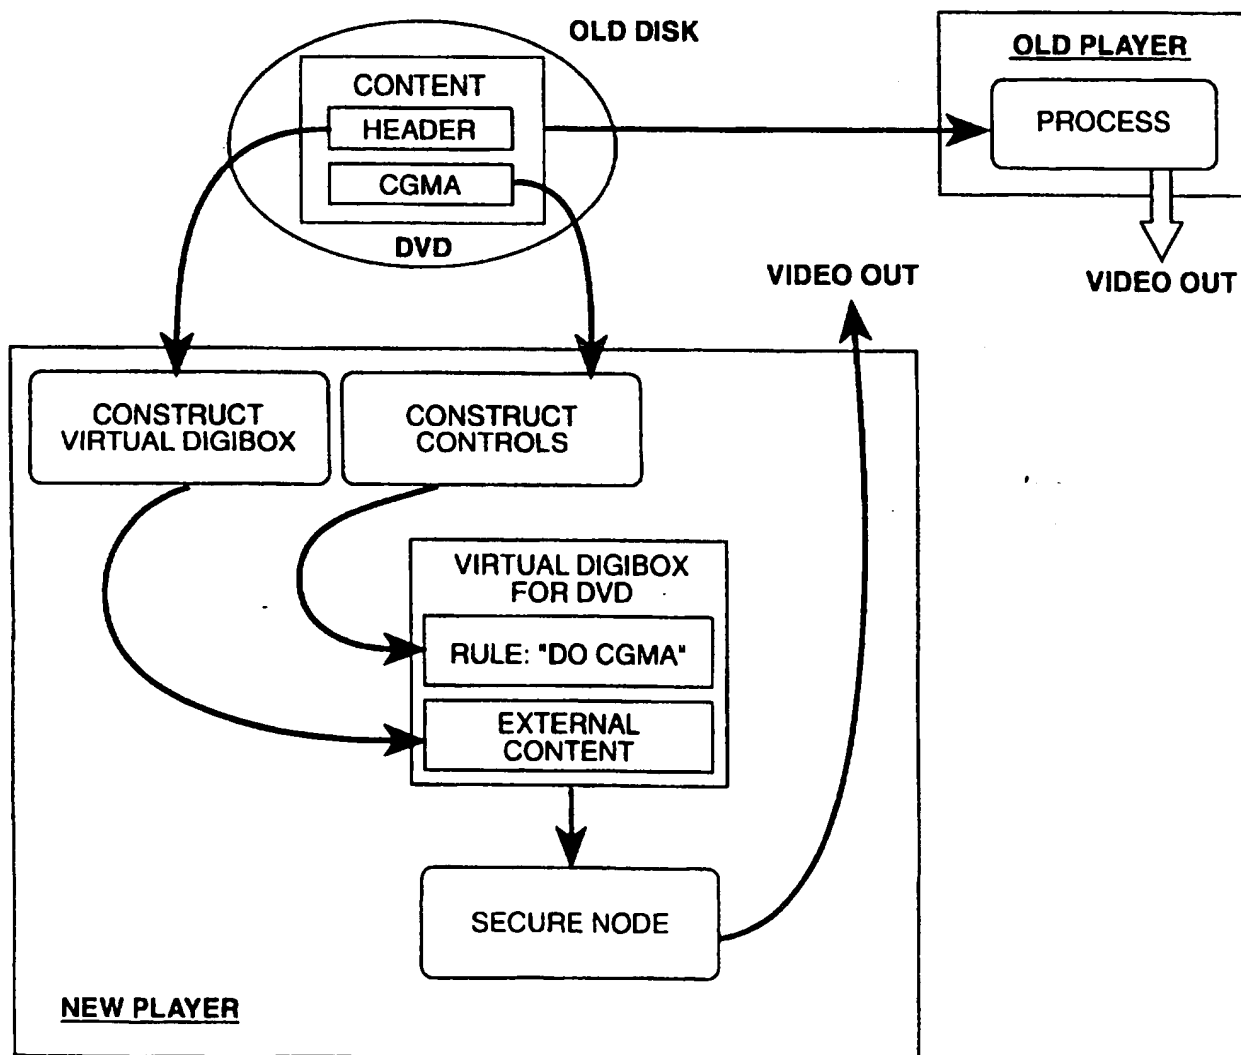 OLD DISK
CONTENT
HEADER
CGMA
DVD
OLD PLAYER
PROCESS
VIDEO OUT
VIDEO OUT
CONSTRUCT
VIRTUAL DIGIBOX
CONSTRUCT
CONTROLS
VIRTUAL DIGIBOX
FOR DVD
RULE: "DO CGMA"
EXTERNAL
CONTENT
SECURE NODE
NEW PLAYER